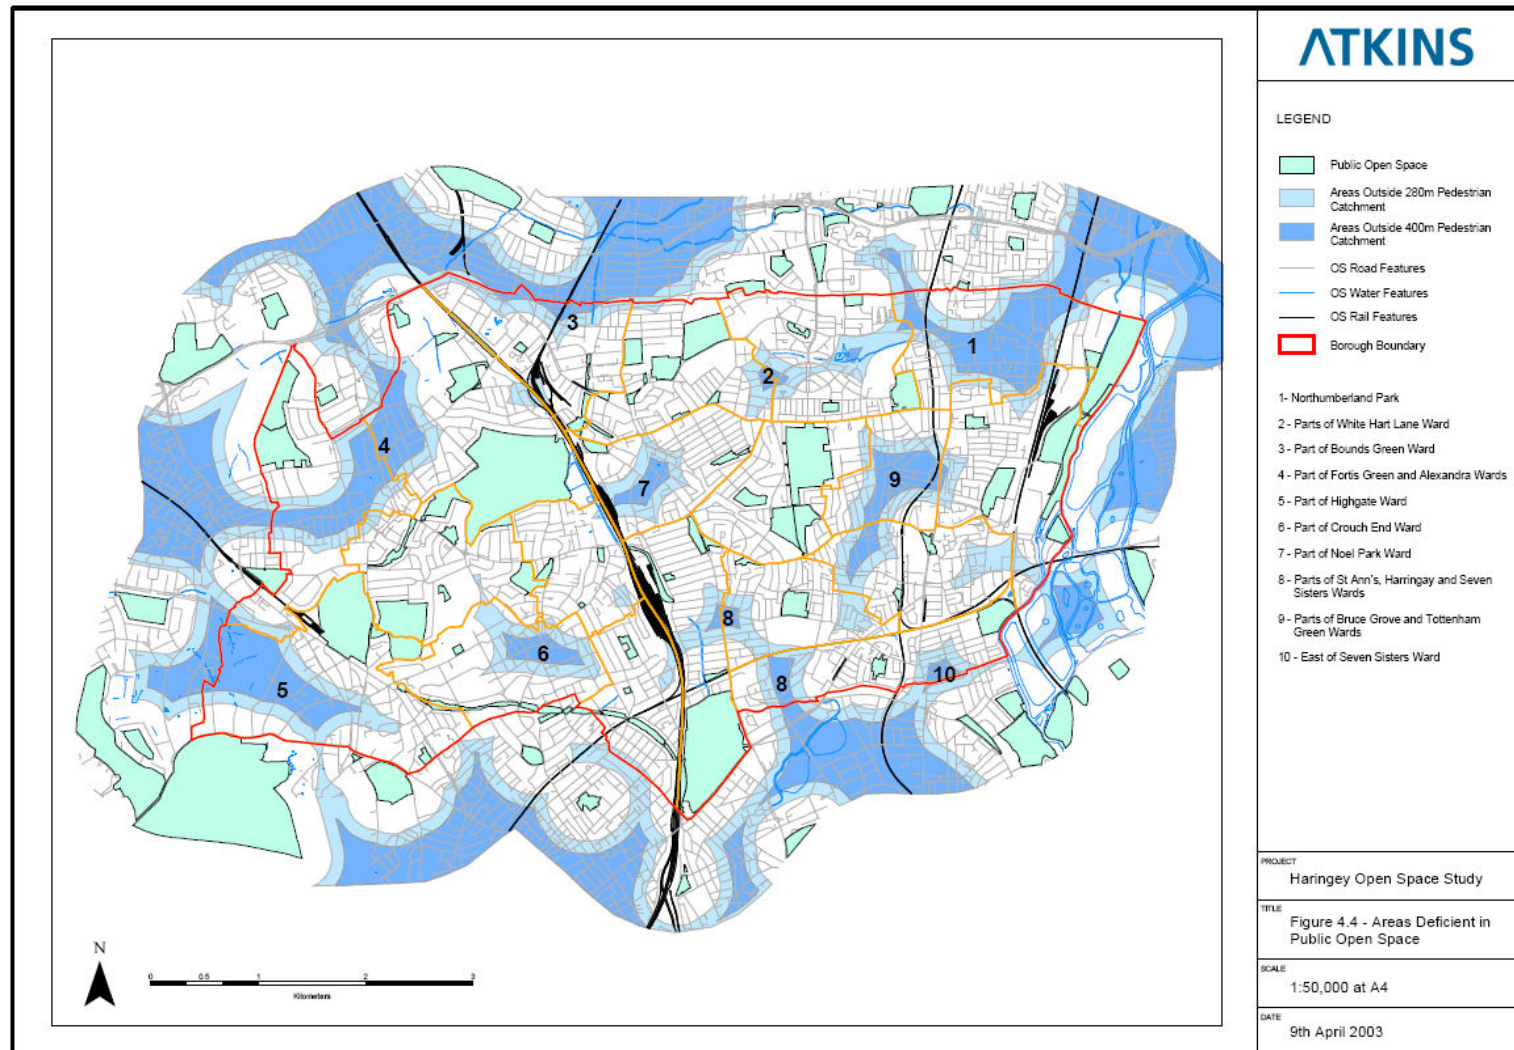 ATKINS
LEGEND
Public Open Space
Areas Outside 280m Pedestrian
Catchment
Areas Outside 400m Pedestrian
Catchment
OS Road Features
OS Water Features
OS Rail Features
Borough Boundary
1- Northumberland Park
2 - Parts of White Hart Lane Ward
3 - Part of Bounds Green Ward
4 - Part of Fortis Green and Alexandra Wards
5 - Part of Highgate Ward
6 - Part of Crouch End Ward
7 - Part of Noel Park Ward
8 - Parts of St Ann's, Harringay and Seven
Sisters Wards
9 - Parts of Bruce Grove and Tottenham
Green Wards
10 - East of Seven Sisters Ward
3
1
2
4
9
7
8
6
10
8
5
N
0 0.5 1 2 3
Kilometers
PROJECT
Haringey Open Space Study
TITLE
Figure 4.4 - Areas Deficient in
Public Open Space
SCALE
1:50,000 at A4
DATE
9th April 2003